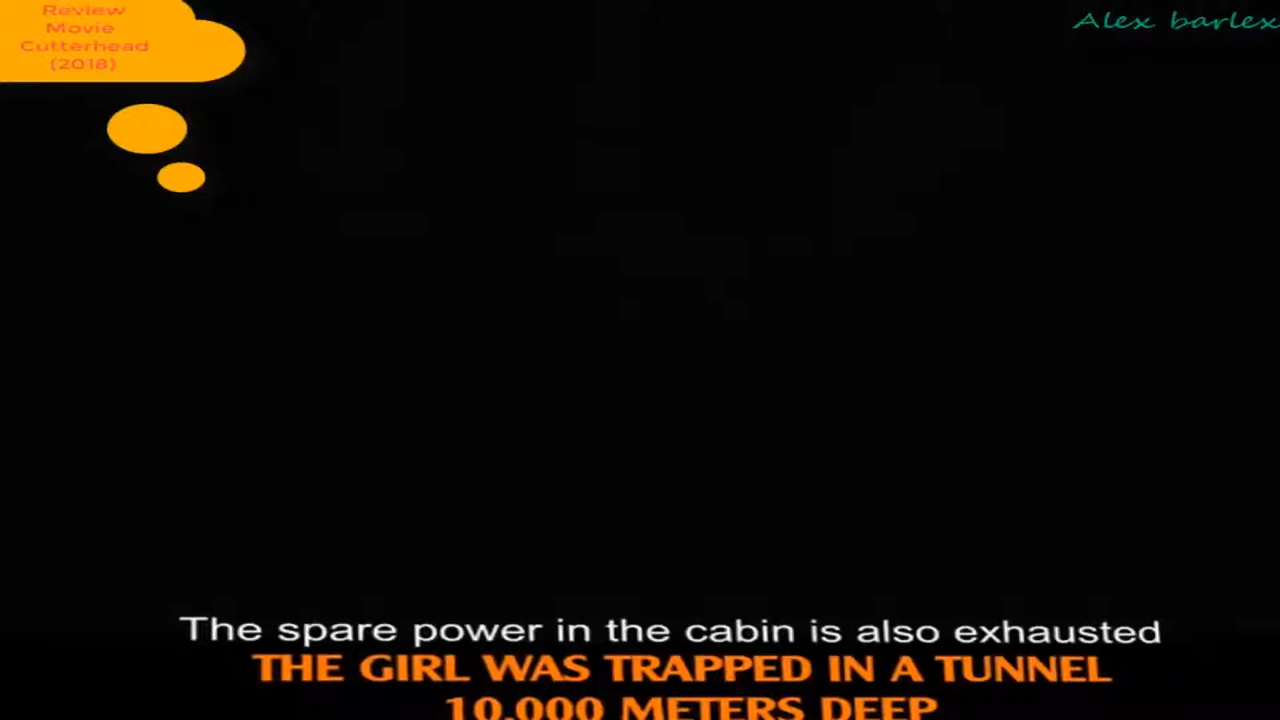 Review
Movie
Cutterhead
(2018)
Alex barlex
The spare power in the cabin is also exhausted
THE GIRL WAS TRAPPED IN A TUNNEL
10,000 METERS DEEP